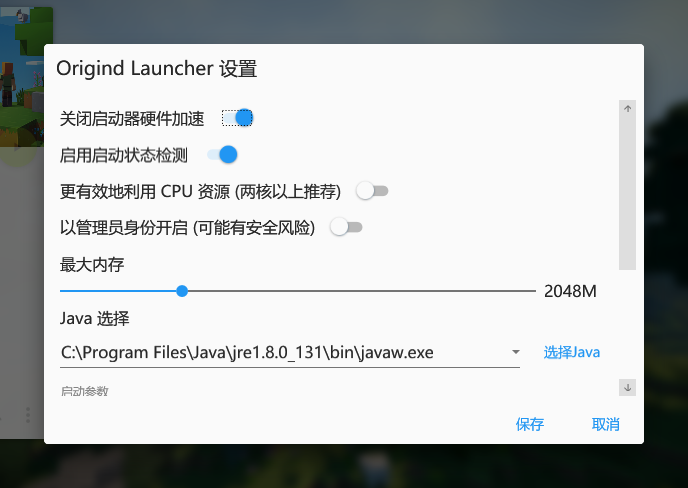 Origind Launcher 设置
关闭启动器硬件加速
启用启动状态检测
更有效地利用 CPU 资源 (两核以上推荐)
以管理员身份开启 (可能有安全风险)
最大内存
2048M
Java 选择
C:\Program Files\Java\jre1.8.0_131\bin\javaw.exe
选择Java
启动参数
保存 取消